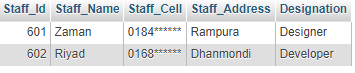 Staff_Id Staff_Name Staff_Cell Staff_Address Designation
601 Zaman 0184****** Rampura Designer
602 Riyad 0168****** Dhanmondi Developer